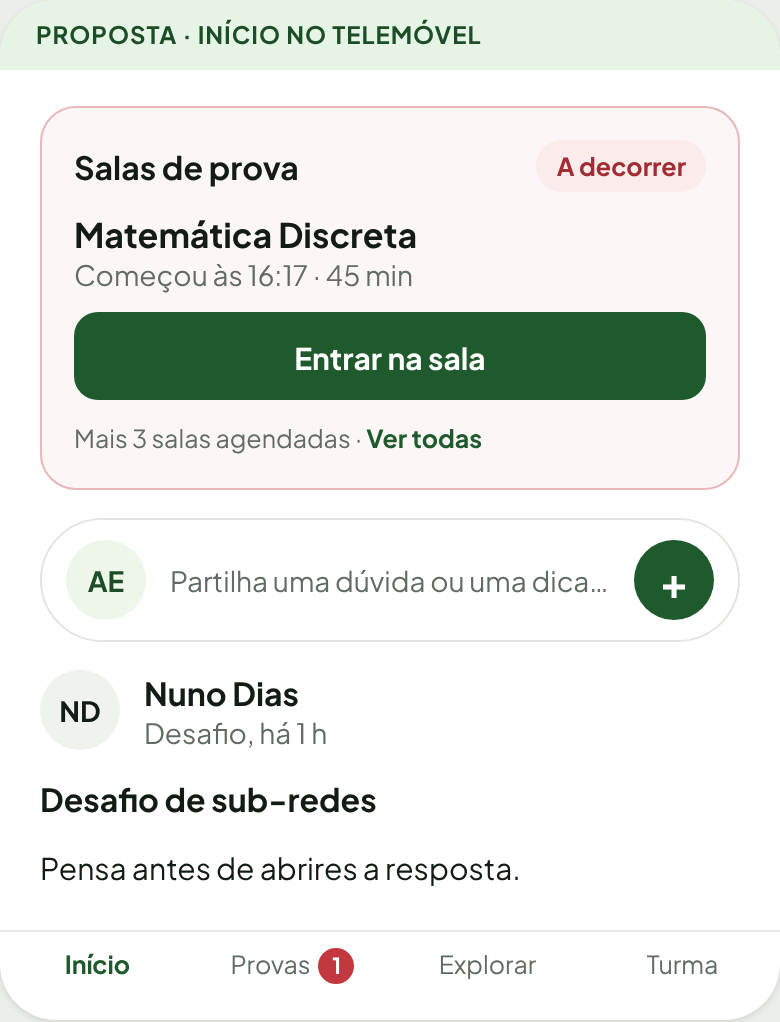 PROPOSTA · INÍCIO NO TELEMÓVEL
Salas de prova
A decorrer
Matemática Discreta
Começou às 16:17 · 45 min
Entrar na sala
Mais 3 salas agendadas · Ver todas
AE
Partilha uma dúvida ou uma dica...
+
ND
Nuno Dias
Desafio, há 1 h
Desafio de sub-redes
Pensa antes de abrires a resposta.
Início
Provas 1
Explorar
Turma